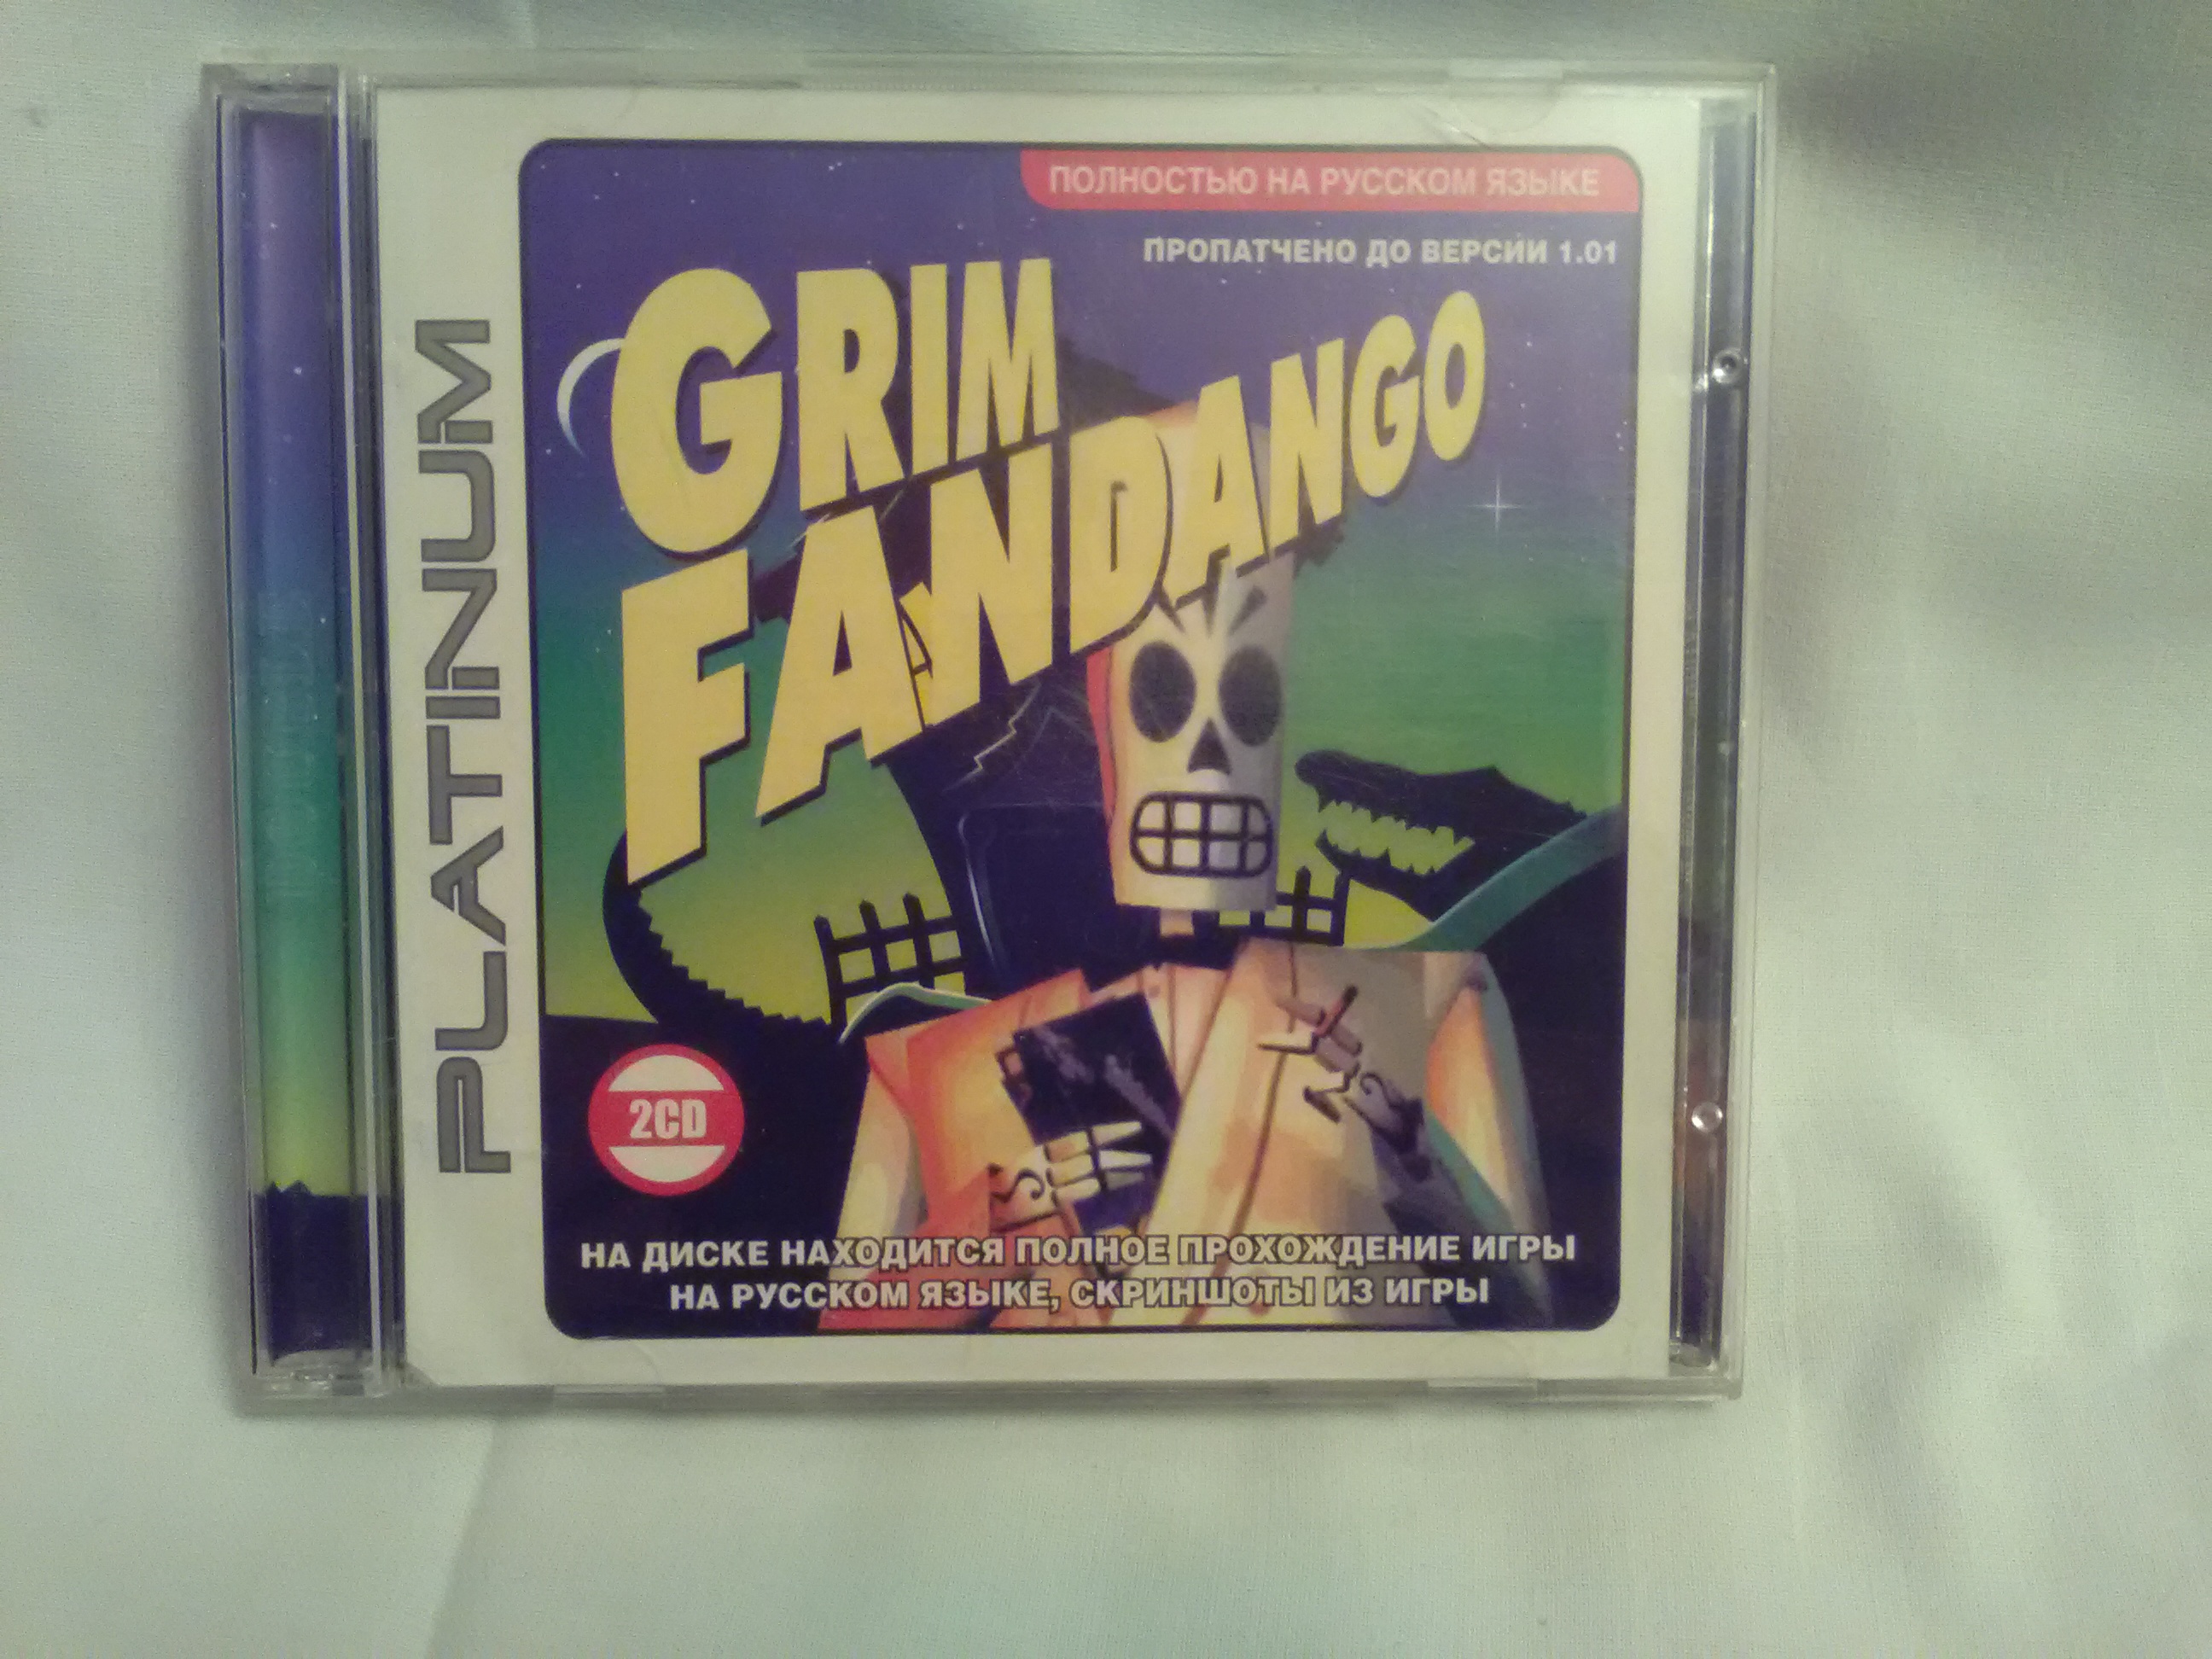 ПОЛНОСТЬЮ НА РУССКОМ ЯЗЫКЕ
ПРОПАТЧЕНО ДО ВЕРСИИ 1.01
GRIM
FANDANGO
PLATINUM
2CD
НА ДИСКЕ НАХОДИТСЯ ПОЛНОЕ ПРОХОЖДЕНИЕ ИГРЫ
НА РУССКОМ ЯЗЫКЕ, СКРИНШОТЫ ИЗ ИГРЫ